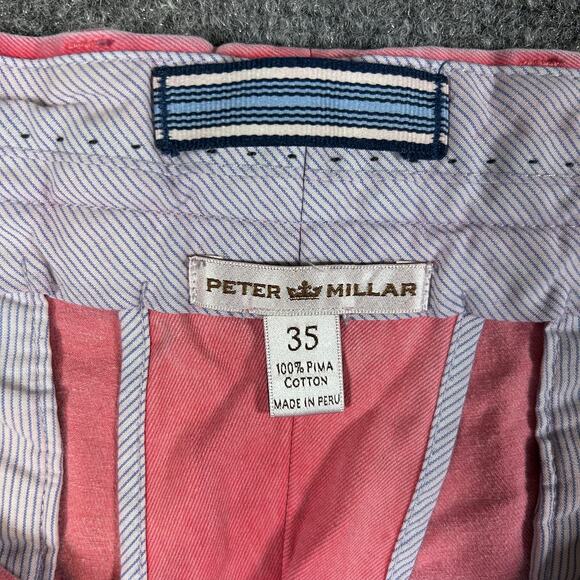 PETER MILLAR
35
100% PIMA
COTTON
MADE IN PERU